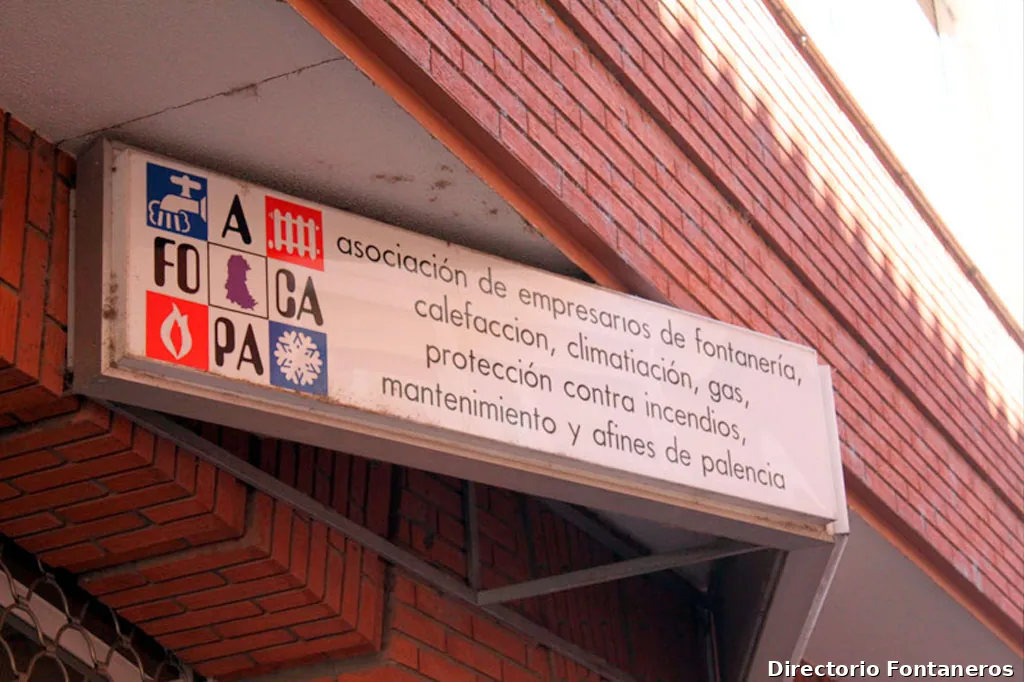 A
FO
CA
PA
asociación de empresarios de fontanería,
calefaccion, climatiación, gas,
protección contra incendios,
mantenimiento y afines de palencia
Directorio Fontaneros